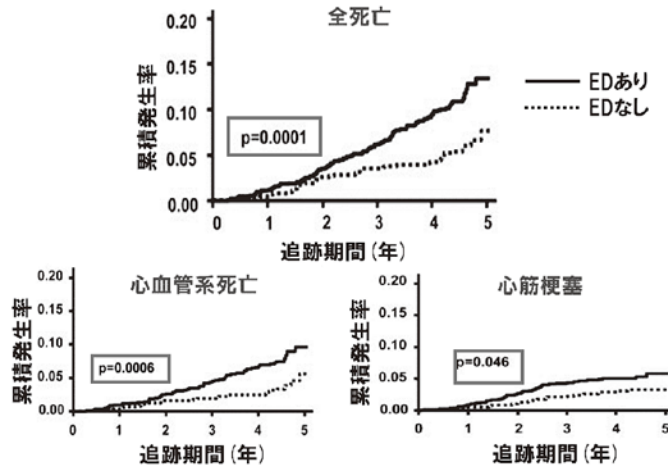 全死亡
累積発生率
0.20
0.15
0.10
0.05
0.00
p=0.0001
EDあり
EDなし
0 1 2 3 4 5
追跡期間(年)
心血管系死亡
累積発生率
0.20
0.15
0.10
0.05
0.00
p=0.0006
0 1 2 3 4 5
追跡期間(年)
心筋梗塞
累積発生率
0.20
0.15
0.10
0.05
0.00
p=0.046
0 1 2 3 4 5
追跡期間(年)